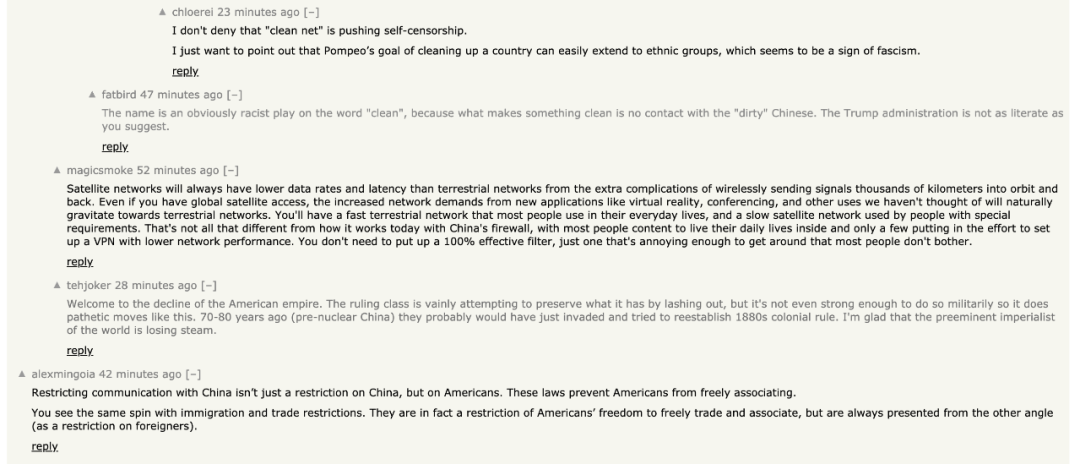 ▲ chloerei 23 minutes ago [–]
I don't deny that "clean net" is pushing self-censorship.
I just want to point out that Pompeo’s goal of cleaning up a country can easily extend to ethnic groups, which seems to be a sign of fascism.
reply
▲ fatbird 47 minutes ago [–]
The name is an obviously racist play on the word "clean", because what makes something clean is no contact with the "dirty" Chinese. The Trump administration is not as literate as
you suggest.
reply
▲ magicsmoke 52 minutes ago [–]
Satellite networks will always have lower data rates and latency than terrestrial networks from the extra complications of wirelessly sending signals thousands of kilometers into orbit and
back. Even if you have global satellite access, the increased network demands from new applications like virtual reality, conferencing, and other uses we haven't thought of will naturally
gravitate towards terrestrial networks. You'll have a fast terrestrial network that most people use in their everyday lives, and a slow satellite network used by people with special
requirements. That's not all that different from how it works today with China's firewall, with most people content to live their daily lives inside and only a few putting in the effort to set
up a VPN with lower network performance. You don't need to put up a 100% effective filter, just one that's annoying enough to get around that most people don't bother.
reply
▲ tehjoker 28 minutes ago [–]
Welcome to the decline of the American empire. The ruling class is vainly attempting to preserve what it has by lashing out, but it's not even strong enough to do so militarily so it does
pathetic moves like this. 70-80 years ago (pre-nuclear China) they probably would have just invaded and tried to reestablish 1880s colonial rule. I'm glad that the preeminent imperialist
of the world is losing steam.
reply
▲ alexmingoia 42 minutes ago [–]
Restricting communication with China isn’t just a restriction on China, but on Americans. These laws prevent Americans from freely associating.
You see the same spin with immigration and trade restrictions. They are in fact a restriction of Americans’ freedom to freely trade and associate, but are always presented from the other angle
(as a restriction on foreigners).
reply